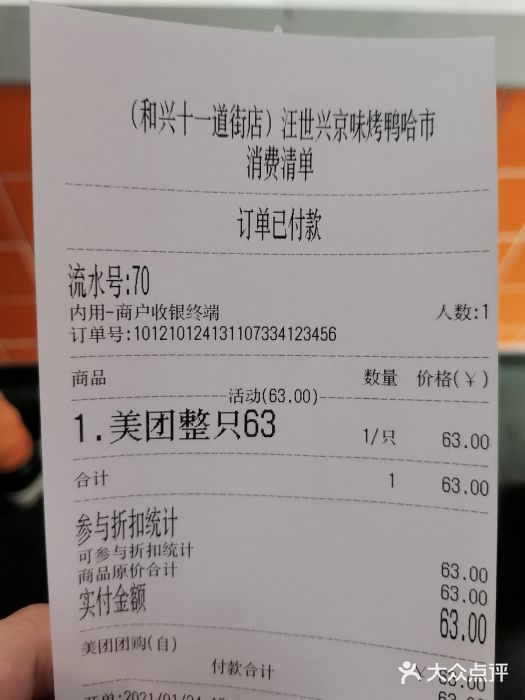 （和兴十一道街店）汪世兴京味烤鸭哈市
消费清单
订单已付款
流水号:70
内用-商户收银终端 人数:1
订单号:101210124131107334123456
商品 数量 价格(￥)
活动(63.00)
1.美团整只63 1/只 63.00
合计 1 63.00
参与折扣统计
可参与折扣统计 63.00
商品原价合计 63.00
实付金额 63.00
美团团购(自)
付款合计 63.00
大众点评